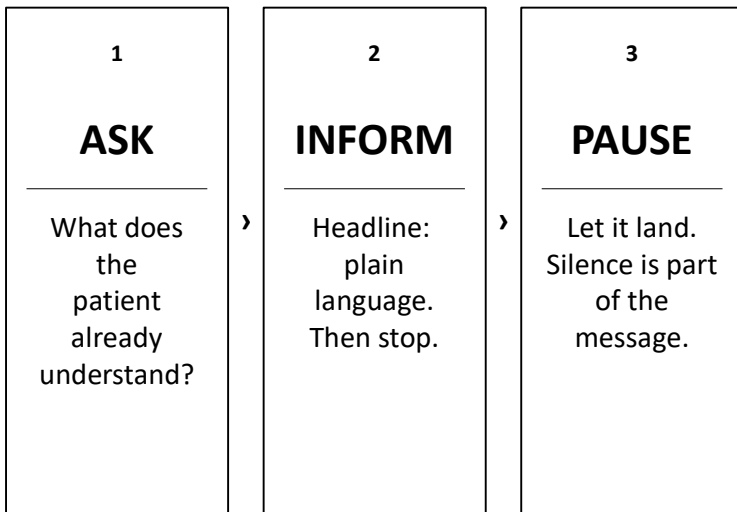 1
ASK
What does
the
patient
already
understand?
›
2
INFORM
Headline:
plain
language.
Then stop.
›
3
PAUSE
Let it land.
Silence is part
of the
message.